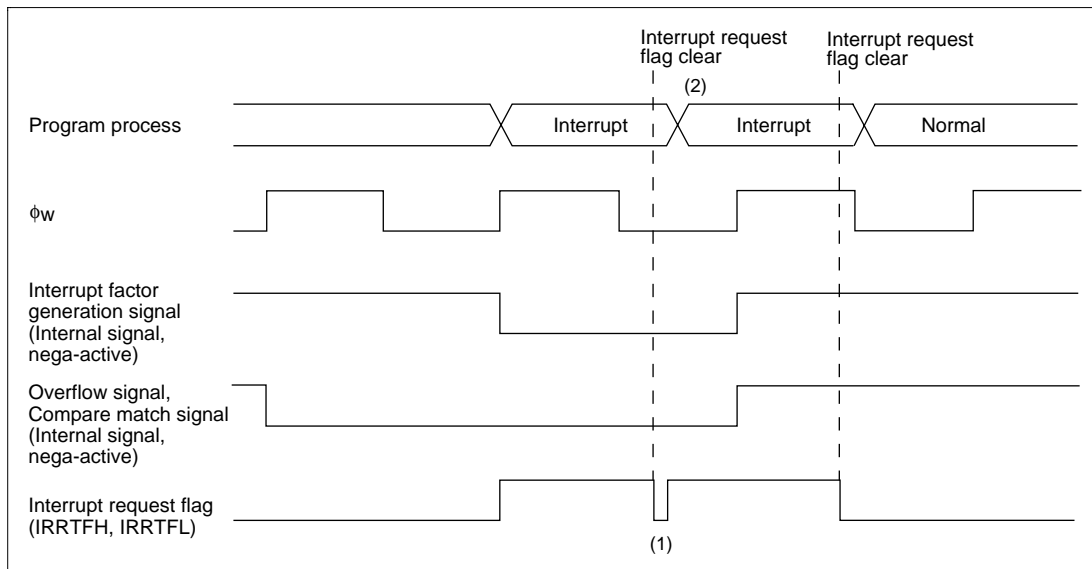 Interrupt request
flag clear
Interrupt request
flag clear
(2)
Program process
Interrupt
Interrupt
Normal
ϕw
Interrupt factor
generation signal
(Internal signal,
nega-active)
Overflow signal,
Compare match signal
(Internal signal,
nega-active)
Interrupt request flag
(IRRTFH, IRRTFL)
(1)